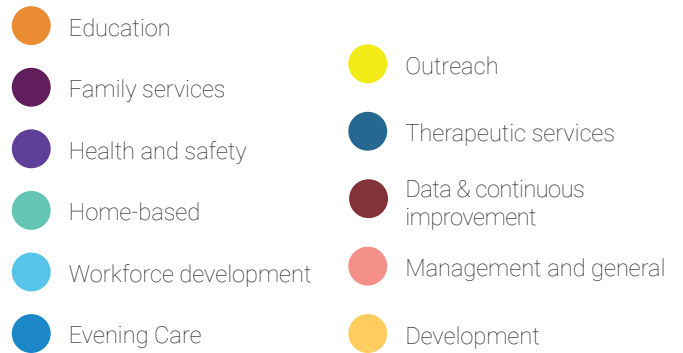 Education
Family services
Health and safety
Home-based
Workforce development
Evening Care
Outreach
Therapeutic services
Data & continuous
improvement
Management and general
Development